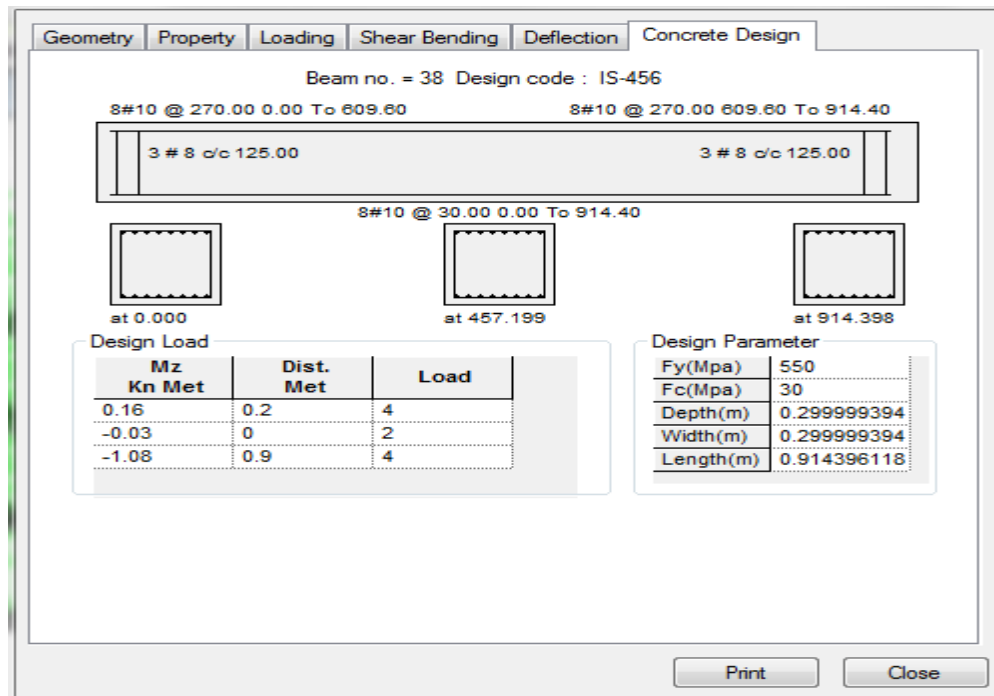 Geometry Property Loading Shear Bending Deflection Concrete Design
Beam no. = 38 Design code : IS-456
8#10 @ 270.00 0.00 To 609.60 8#10 @ 270.00 609.60 To 914.40
3 # 8 c/c 125.00 3 # 8 c/c 125.00
8#10 @ 30.00 0.00 To 914.40
at 0.000 at 457.199 at 914.398
Design Load Design Parameter
Mz Dist. Load
Kn Met Met
0.16 0.2 4
-0.03 0 2
-1.08 0.9 4
Fy(Mpa) 550
Fc(Mpa) 30
Depth(m) 0.299999394
Width(m) 0.299999394
Length(m) 0.914396118
Print Close